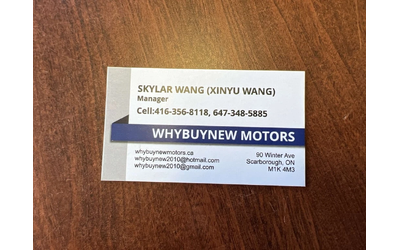 SKYLAR WANG (XINYU WANG)
Manager
Cell:416-356-8118, 647-348-5885
WHYBUYNEW MOTORS
whybuynewmotors.ca
whybuynew2010@hotmail.com
whybuynew2010@gmail.com
90 Winter Ave
Scarborough, ON
M1K 4M3